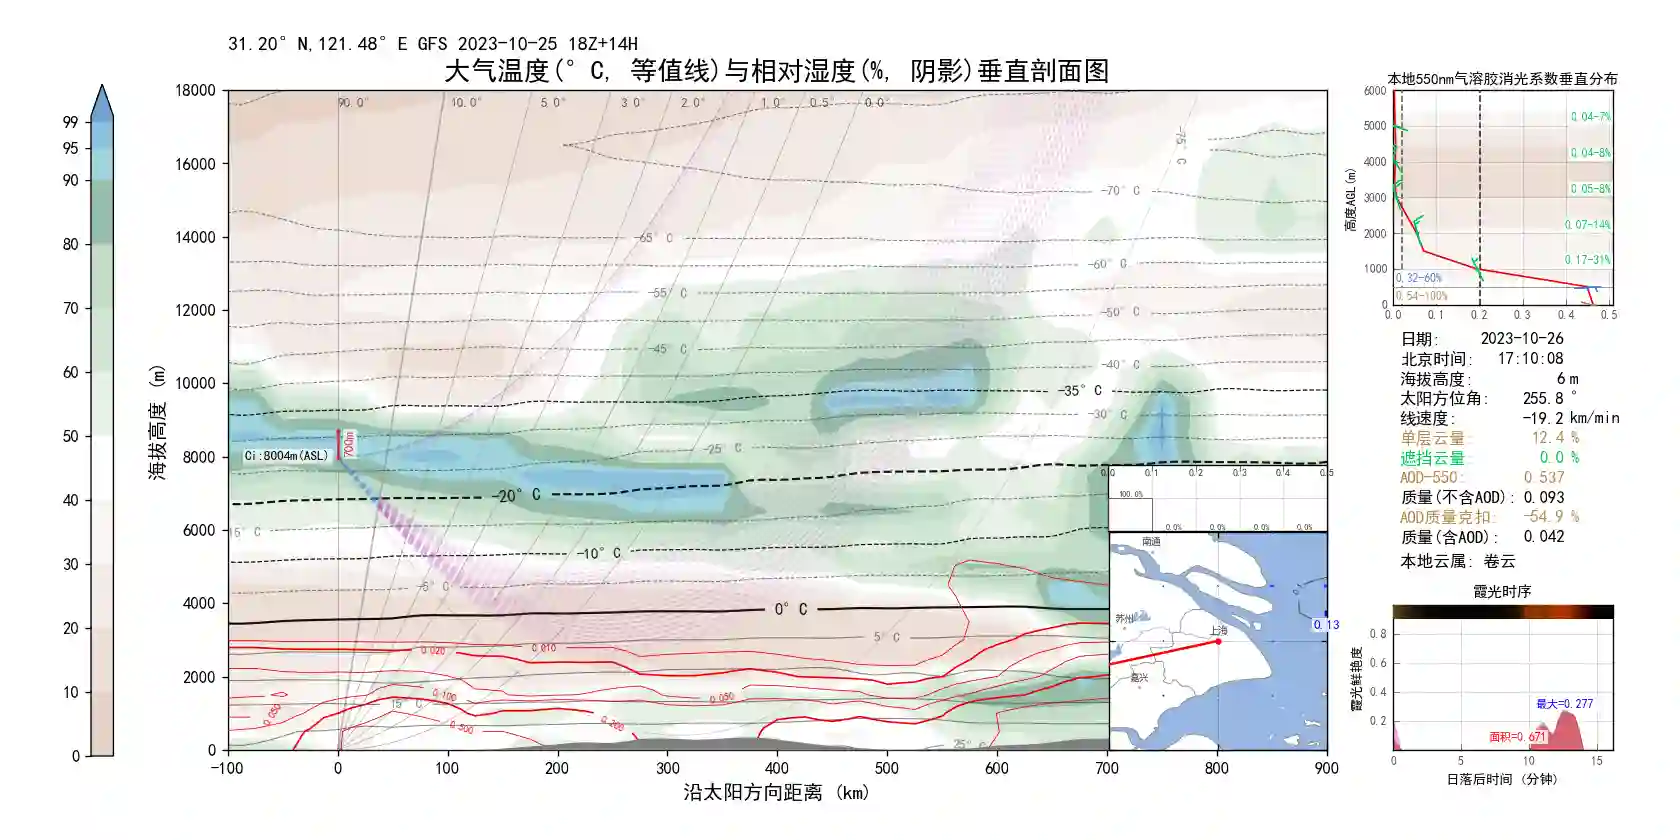 31.20° N,121.48° E GFS 2023-10-25 18Z+14H
大气温度(° C, 等值线)与相对湿度(%, 阴影)垂直剖面图
99
95
90
80
70
60
50
40
30
20
10
0
海拔高度 (m)
18000
16000
14000
12000
10000
8000
6000
4000
2000
0
90.0°
10.0°
5.0°
3.0°
2.0°
1.0°
0.5°
0.0°
-75° C
-70° C
-65° C
-60° C
-55° C
-50° C
-45° C
-40° C
-35° C
-30° C
-25° C
-20° C
15° C
-10° C
-5° C
0° C
5° C
15° C
25° C
Ci:8004m(ASL)
700m
0.020
0.010
0.050
0.100
0.050
0.500
0.200
-100
0
100
200
300
400
500
600
700
800
900
沿太阳方向距离 (km)
0.0
0.1
0.2
0.3
0.4
0.5
100.0%
0.0%
0.0%
0.0%
0.0%
南通
苏州
上海
嘉兴
0.13
本地550nm气溶胶消光系数垂直分布
高度AGL(m)
6000
5000
4000
3000
2000
1000
0
0.04-7%
0.04-8%
0.05-8%
0.07-14%
0.17-31%
0.32-60%
0.54-100%
0.0
0.1
0.2
0.3
0.4
0.5
日期: 2023-10-26
北京时间: 17:10:08
海拔高度: 6 m
太阳方位角: 255.8 °
线速度: -19.2 km/min
单层云量: 12.4 %
遮挡云量: 0.0 %
AOD-550: 0.537
质量(不含AOD): 0.093
AOD质量克扣: -54.9 %
质量(含AOD): 0.042
本地云属: 卷云
霞光时序
霞光鲜艳度
0.8
0.6
0.4
0.2
最大=0.277
面积=0.671
0
5
10
15
日落后时间 (分钟)